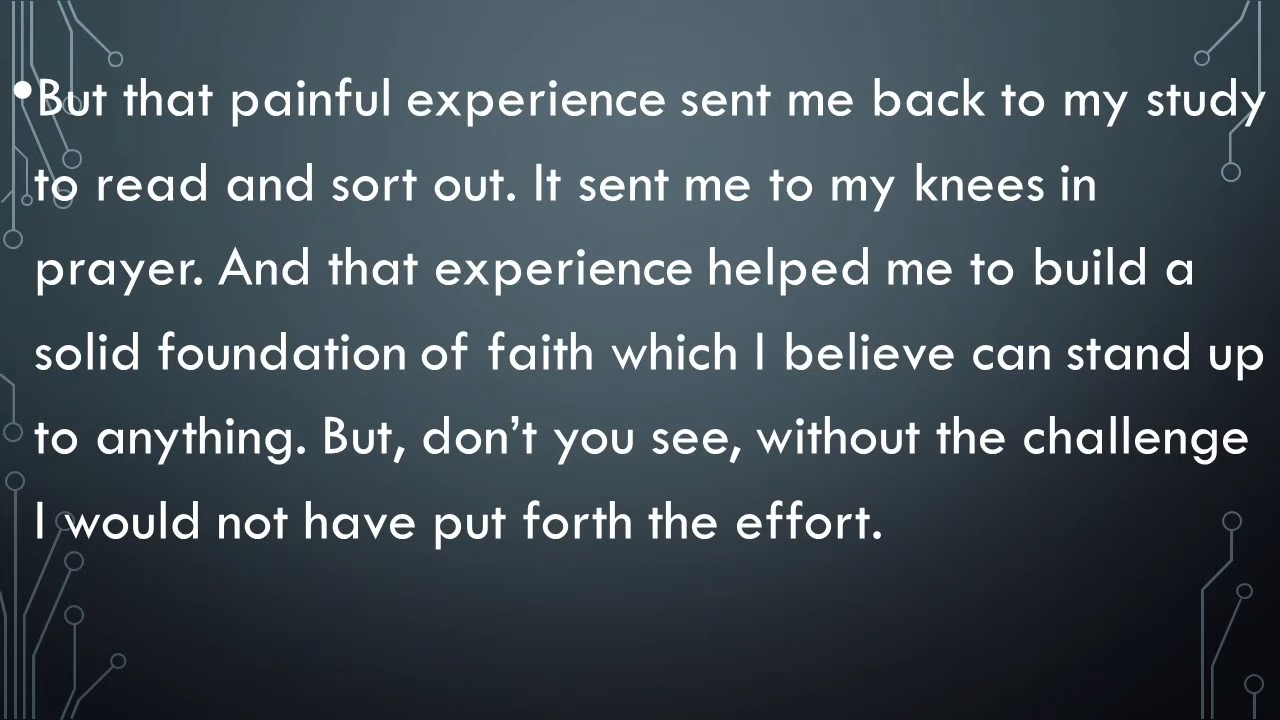 •But that painful experience sent me back to my study
to read and sort out. It sent me to my knees in
prayer. And that experience helped me to build a
solid foundation of faith which I believe can stand up
to anything. But, don’t you see, without the challenge
I would not have put forth the effort.